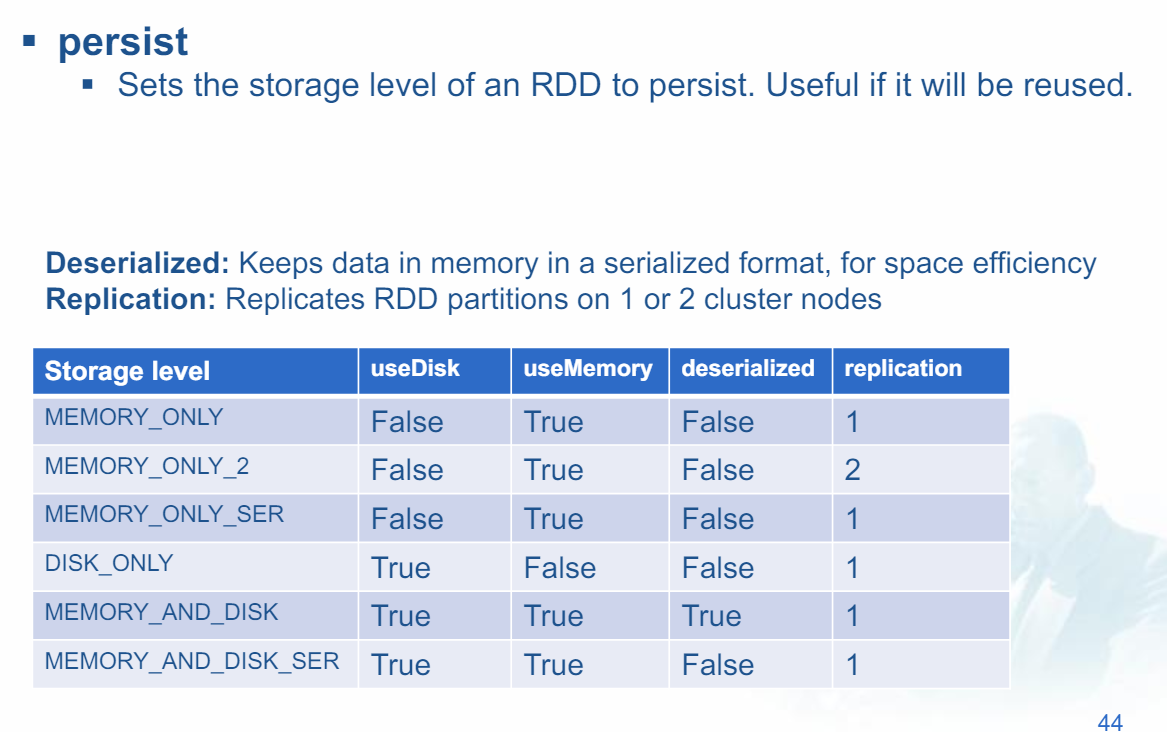 ▪ persist
▪ Sets the storage level of an RDD to persist. Useful if it will be reused.
Deserialized: Keeps data in memory in a serialized format, for space efficiency
Replication: Replicates RDD partitions on 1 or 2 cluster nodes
Storage level useDisk useMemory deserialized replication
MEMORY_ONLY False True False 1
MEMORY_ONLY_2 False True False 2
MEMORY_ONLY_SER False True False 1
DISK_ONLY True False False 1
MEMORY_AND_DISK True True True 1
MEMORY_AND_DISK_SER True True False 1
44